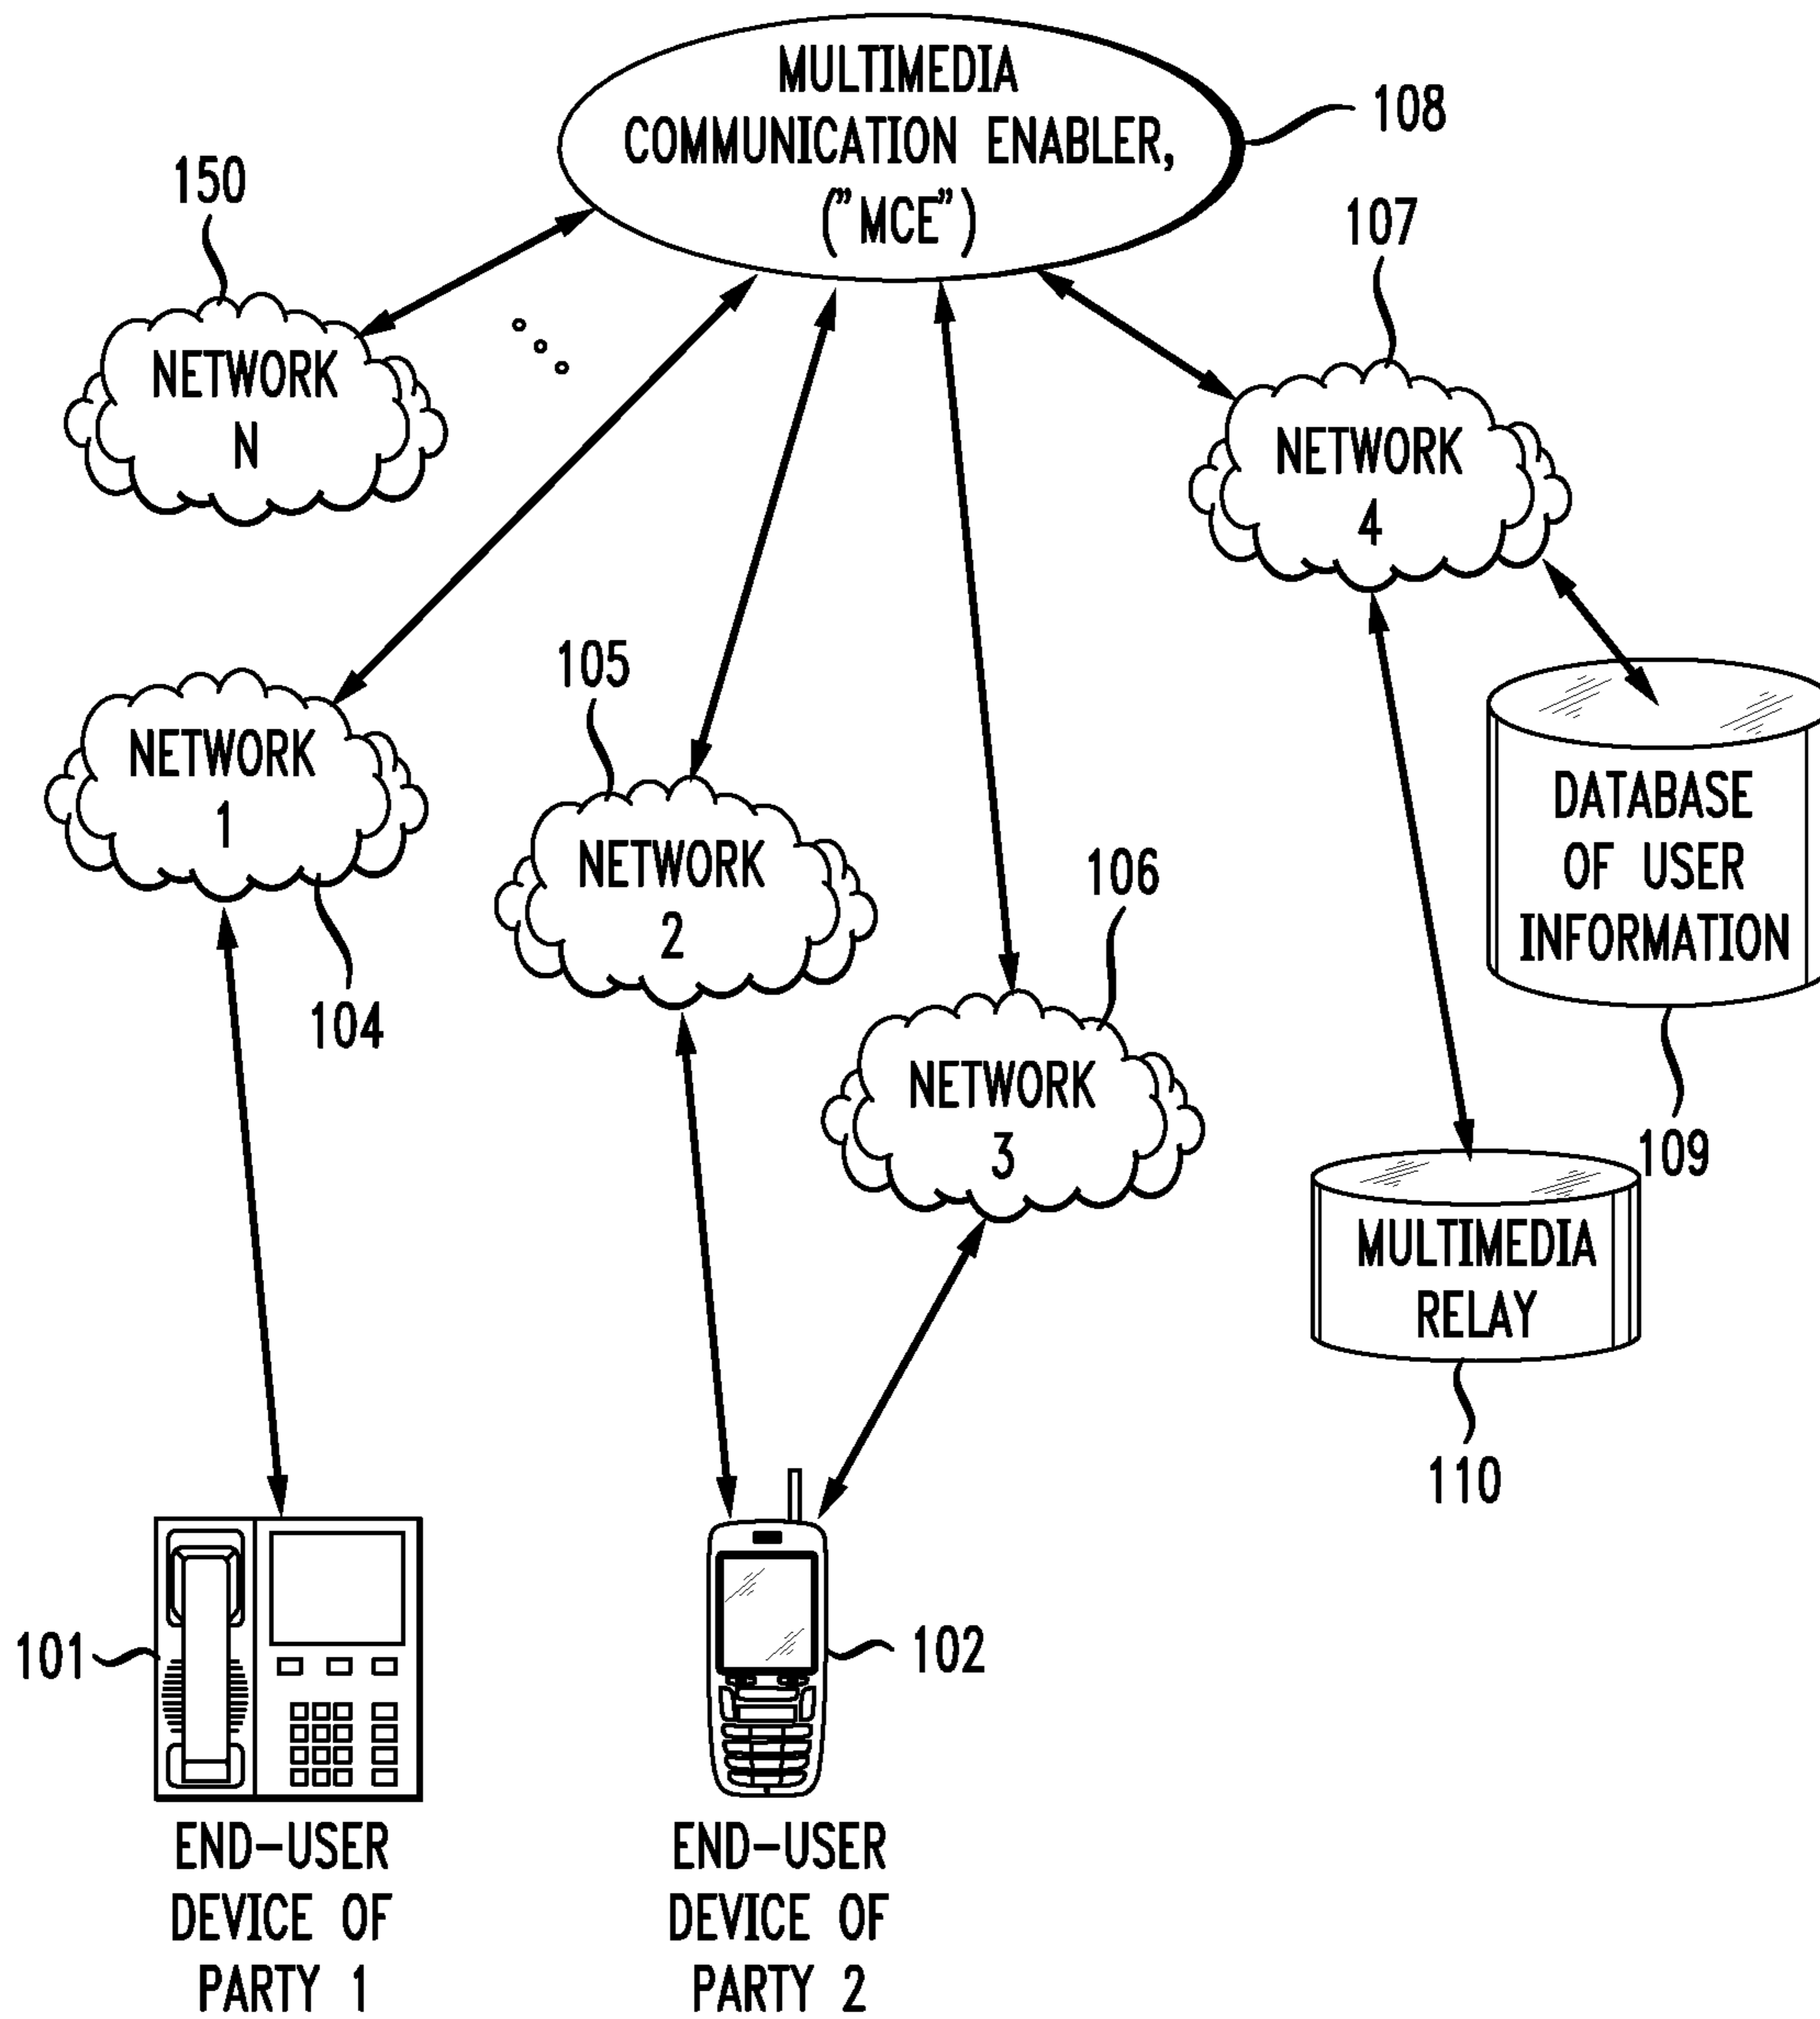 MULTIMEDIA
COMMUNICATION ENABLER,
("MCE")
108
150
107
NETWORK
N
NETWORK
4
105
NETWORK
1
104
NETWORK
2
106
DATABASE
OF USER
INFORMATION
109
NETWORK
3
MULTIMEDIA
RELAY
110
101
102
END-USER
DEVICE OF
PARTY 1
END-USER
DEVICE OF
PARTY 2